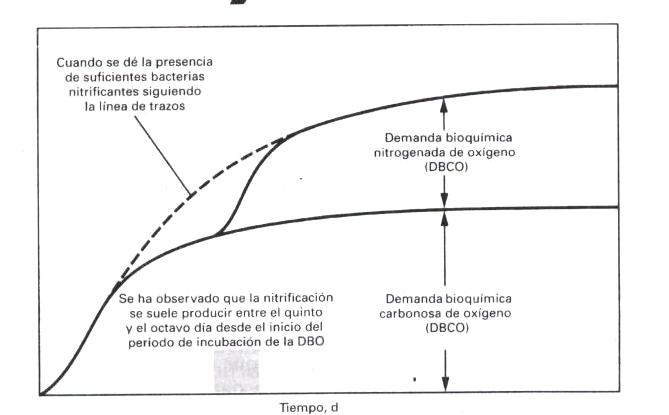 Cuando se dé la presencia
de suficientes bacterias
nitrificantes siguiendo
la línea de trazos
Demanda bioquímica
nitrogenada de oxígeno
(DBCO)
Se ha observado que la nitrificación
se suele producir entre el quinto
y el octavo día desde el inicio del
periodo de incubación de la DBO
Demanda bioquímica
carbonosa de oxígeno
(DBCO)
Tiempo, d